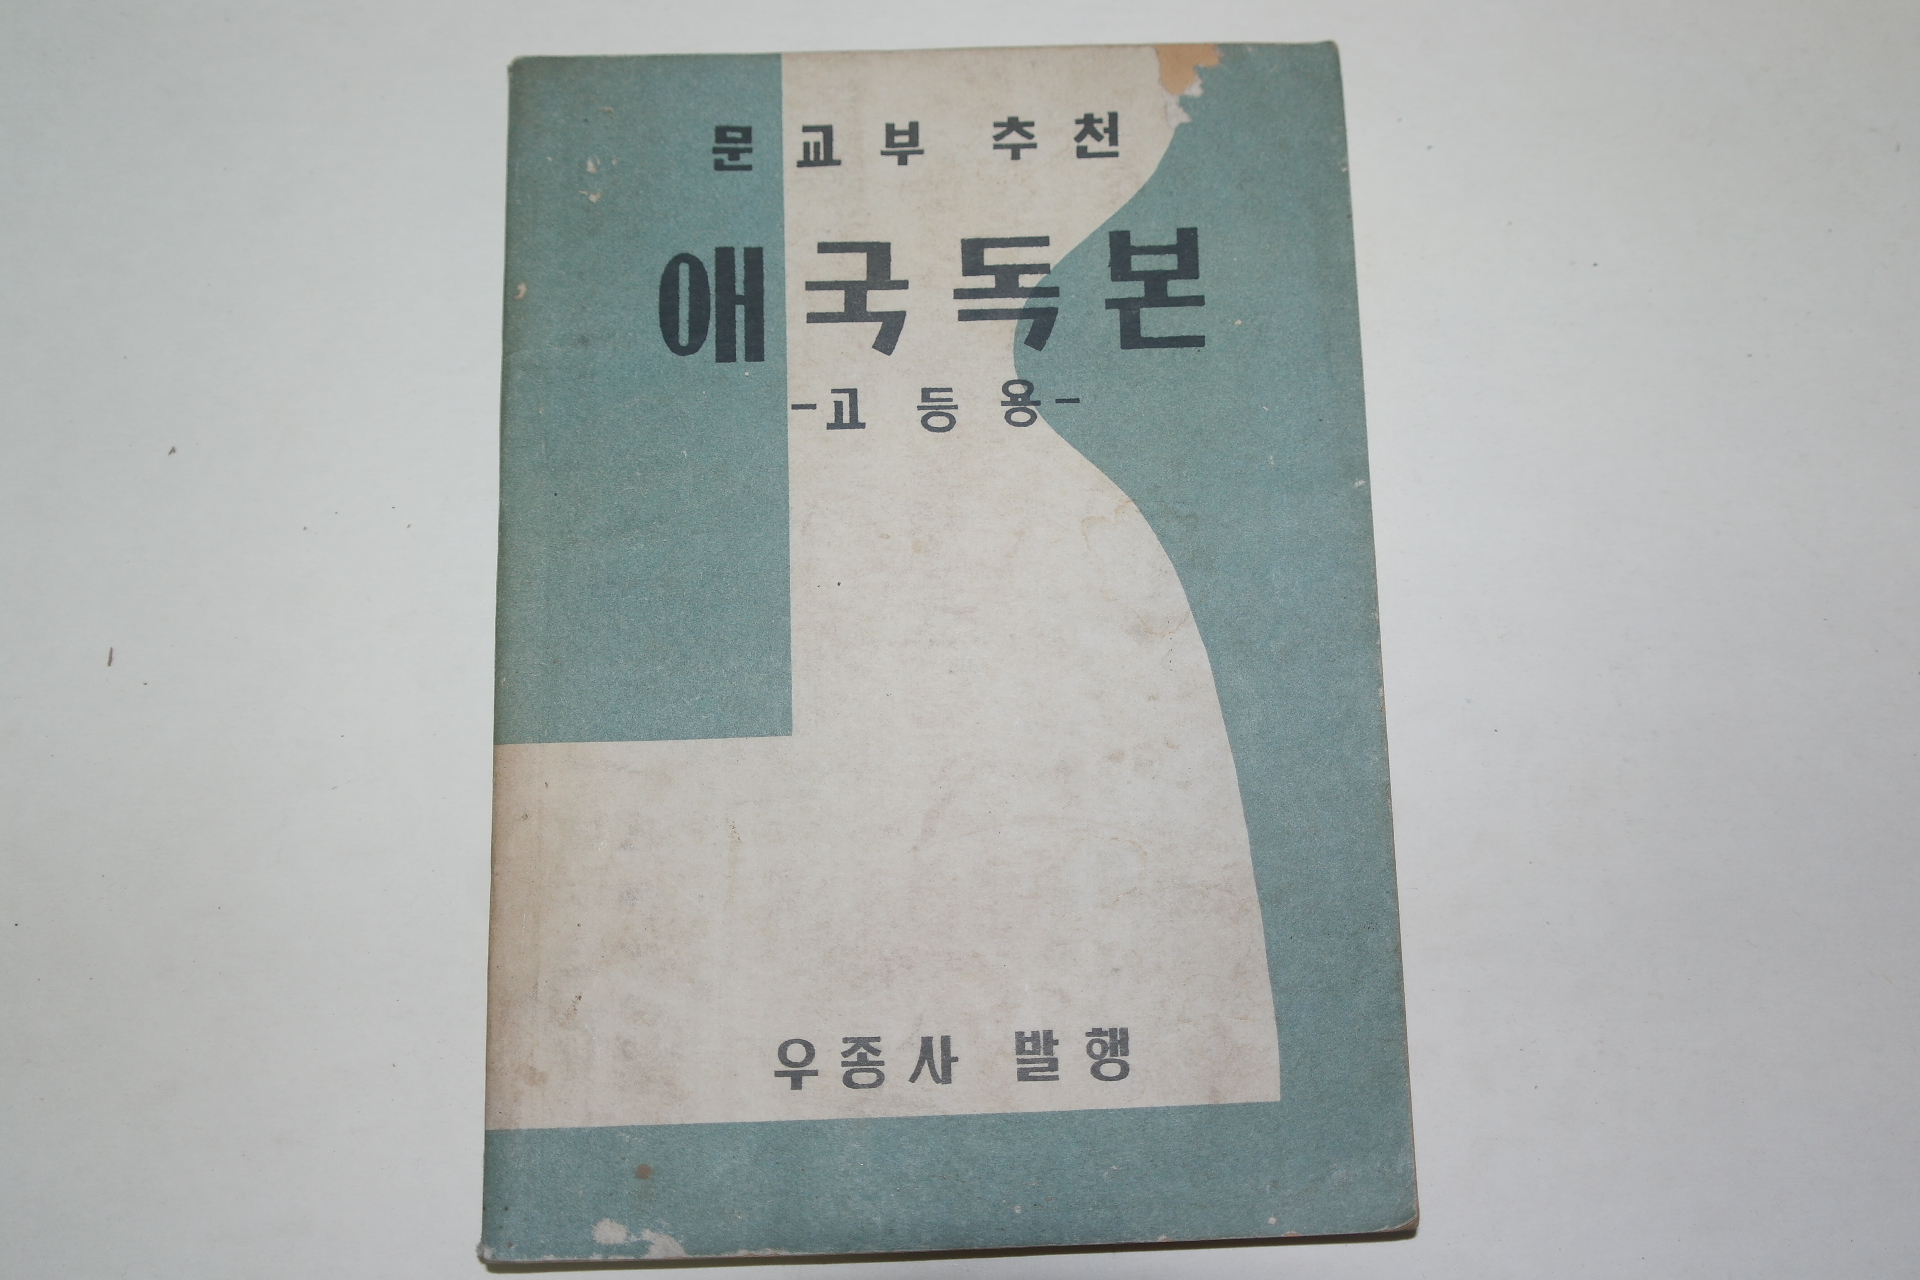 문교부 추천
애국독본
-고등용-
우종사 발행